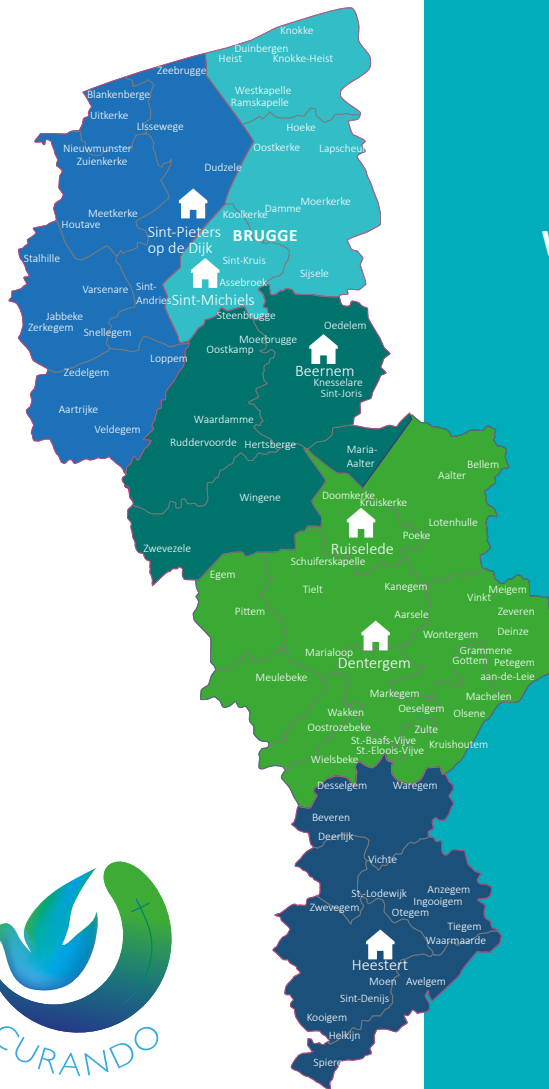 Knokke
Duinbergen
Heist
Knokke-Heist
Zeebrugge
Westkapelle
Ramskapelle
Blankenberge
Uitkerke
LIssewege
Hoeke
Oostkerke
Lapscheu
Nieuwmunster
Zuienkerke
Dudzele
Meetkerke
Houtave
Koolkerke
Damme
Moerkerke
Sint-Pieters
op de Dijk
BRUGGE
V
Stalhille
Sint-Kruis
Varsenare
Sint-
Andries
Assebroek
Sijsele
Sint-Michiels
Jabbeke
Zerkegem
Snellegem
Steenbrugge
Oedelem
Moerbrugge
Oostkamp
Loppem
Zedelgem
Beernem
Knesselare
Sint-Joris
Aartrijke
Veldegem
Waardamme
Ruddervoorde
Hertsberge
Maria-
Aalter
Bellem
Aalter
Wingene
Doomkerke
Kruiskerke
Lotenhulle
Poeke
Ruiselede
Zwevezele
Schuiferskapelle
Egem
Tielt
Kanegem
Meigem
Vinkt
Pittem
Aarsele
Zeveren
Wontergem
Deinze
Marialoop
Grammene
Gottem
Petegem
aan-de-Leie
Dentergem
Meulebeke
Markegem
Machelen
Oeselgem
Olsene
Wakken
Oostrozebeke
Zulte
St.-Baafs-Vijve
St.-Eloois-Vijve
Kruishoutem
Wielsbeke
Desselgem
Waregem
Beveren
Deerlijk
Vichte
St.-Lodewijk
Anzegem
Ingooigem
Zwevegem
Otegem
Tiegem
Waarmaarde
Heestert
Moen
Avelgem
Sint-Denijs
Kooigem
Helkijn
Spiere
CURANDO